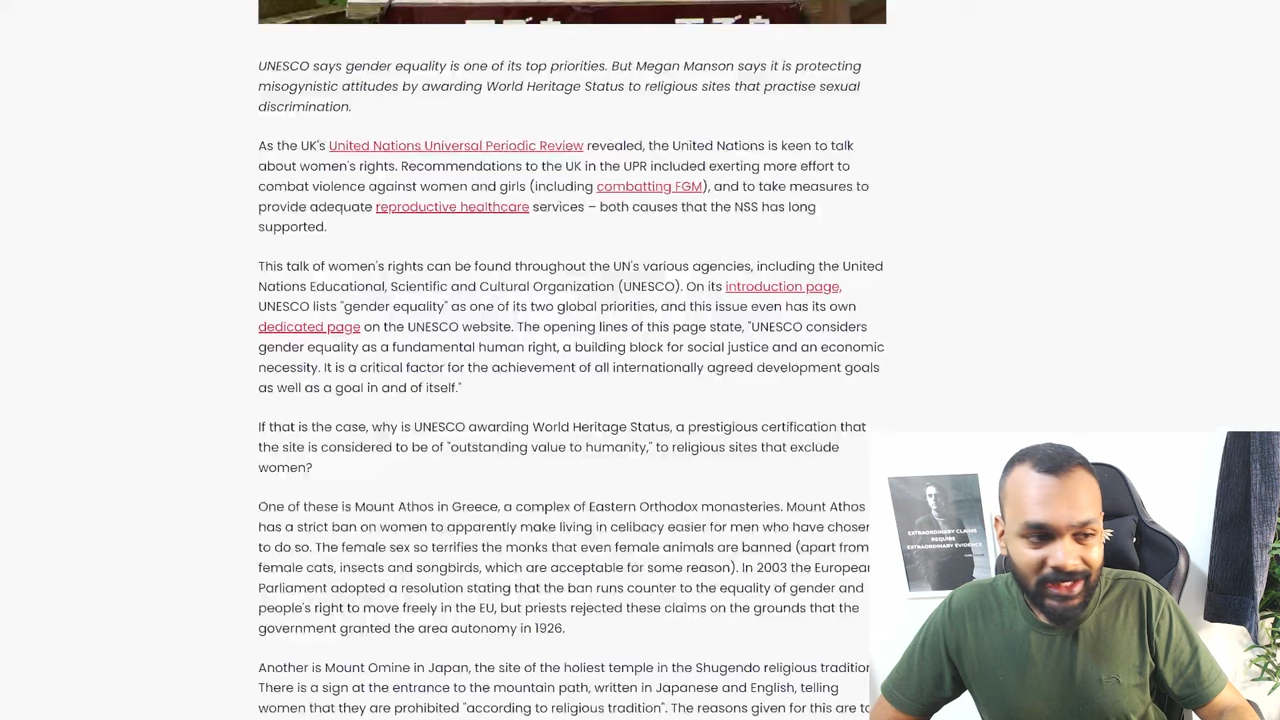 UNESCO says gender equality is one of its top priorities. But Megan Manson says it is protecting
misogynistic attitudes by awarding World Heritage Status to religious sites that practise sexual
discrimination.
As the UK's United Nations Universal Periodic Review revealed, the United Nations is keen to talk
about women's rights. Recommendations to the UK in the UPR included exerting more effort to
combat violence against women and girls (including combatting FGM), and to take measures to
provide adequate reproductive healthcare services – both causes that the NSS has long
supported.
This talk of women's rights can be found throughout the UN's various agencies, including the United
Nations Educational, Scientific and Cultural Organization (UNESCO). On its introduction page,
UNESCO lists "gender equality" as one of its two global priorities, and this issue even has its own
dedicated page on the UNESCO website. The opening lines of this page state, "UNESCO considers
gender equality as a fundamental human right, a building block for social justice and an economic
necessity. It is a critical factor for the achievement of all internationally agreed development goals
as well as a goal in and of itself."
If that is the case, why is UNESCO awarding World Heritage Status, a prestigious certification that
the site is considered to be of "outstanding value to humanity," to religious sites that exclude
women?
One of these is Mount Athos in Greece, a complex of Eastern Orthodox monasteries. Mount Athos
has a strict ban on women to apparently make living in celibacy easier for men who have chosen
to do so. The female sex so terrifies the monks that even female animals are banned (apart from
female cats, insects and songbirds, which are acceptable for some reason). In 2003 the European
Parliament adopted a resolution stating that the ban runs counter to the equality of gender and
people's right to move freely in the EU, but priests rejected these claims on the grounds that the
government granted the area autonomy in 1926.
Another is Mount Omine in Japan, the site of the holiest temple in the Shugendo religious tradition
There is a sign at the entrance to the mountain path, written in Japanese and English, telling
women that they are prohibited "according to religious tradition". The reasons given for this are to
EXTRAORDINARY CLAIMS
REQUIRE
EXTRAORDINARY EVIDENCE